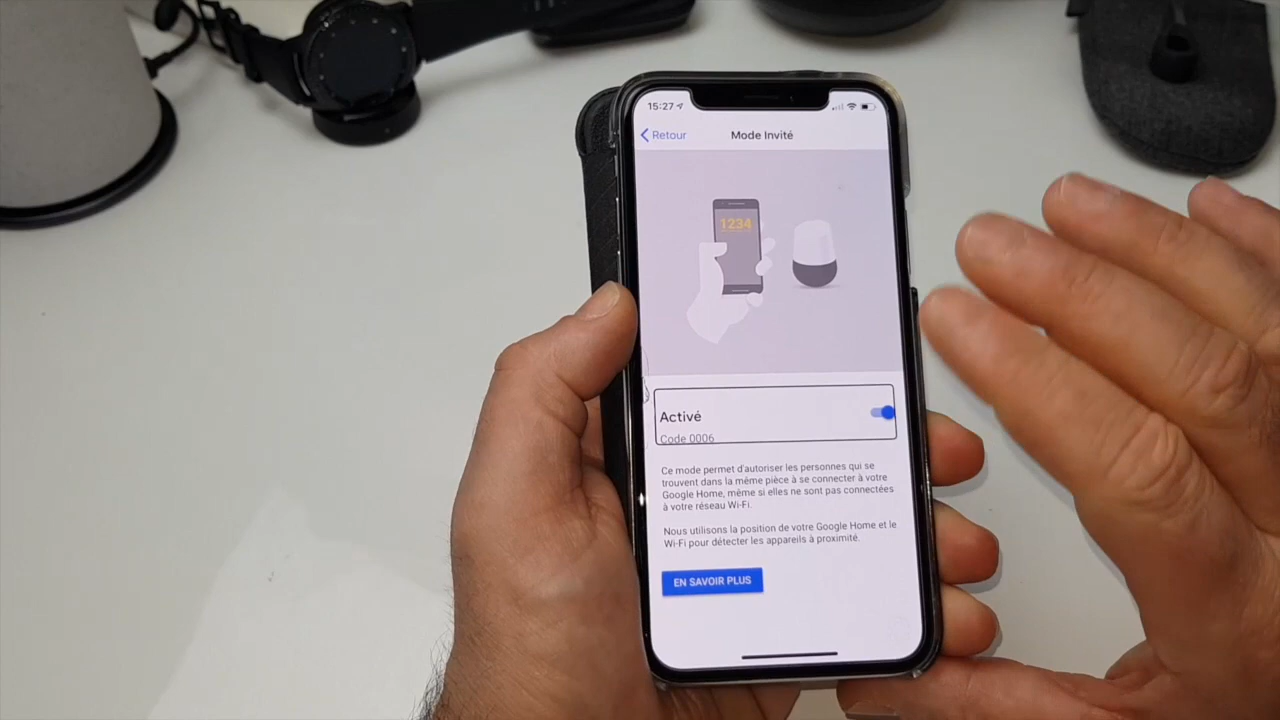 15:27
Retour
Mode Invité
1234
Activé
Code 0006
Ce mode permet d'autoriser les personnes qui se
trouvent dans la même pièce à se connecter à votre
Google Home, même si elles ne sont pas connectées
à votre réseau Wi-Fi.
Nous utilisons la position de votre Google Home et le
Wi-Fi pour détecter les appareils à proximité.
EN SAVOIR PLUS